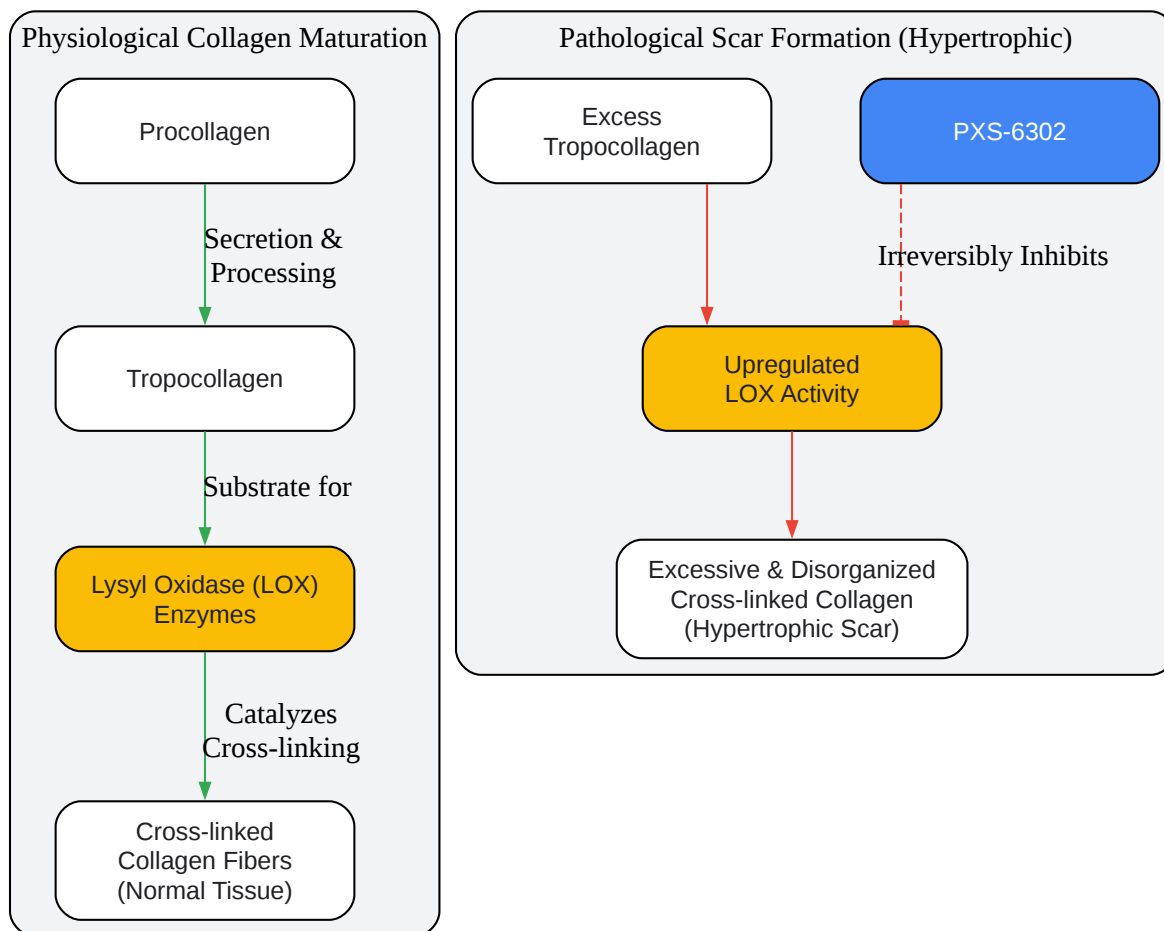 Physiological Collagen Maturation
Procollagen
Secretion &
Processing
Tropocollagen
Substrate for
Lysyl Oxidase (LOX)
Enzymes
Catalyzes
Cross-linking
Cross-linked
Collagen Fibers
(Normal Tissue)
Pathological Scar Formation (Hypertrophic)
Excess
Tropocollagen
PXS-6302
Irreversibly Inhibits
Upregulated
LOX Activity
Excessive & Disorganized
Cross-linked Collagen
(Hypertrophic Scar)